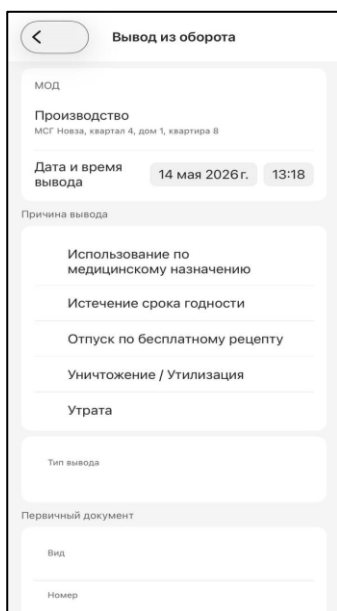 Вывод из оборота
МОД
Производство
МСГ Новза, квартал 4, дом 1, квартира 8
Дата и время
вывода
14 мая 2026 г.
13:18
Причина вывода
Использование по
медицинскому назначению
Истечение срока годности
Отпуск по бесплатному рецепту
Уничтожение / Утилизация
Утрата
Тип вывода
Первичный документ
Вид
Номер